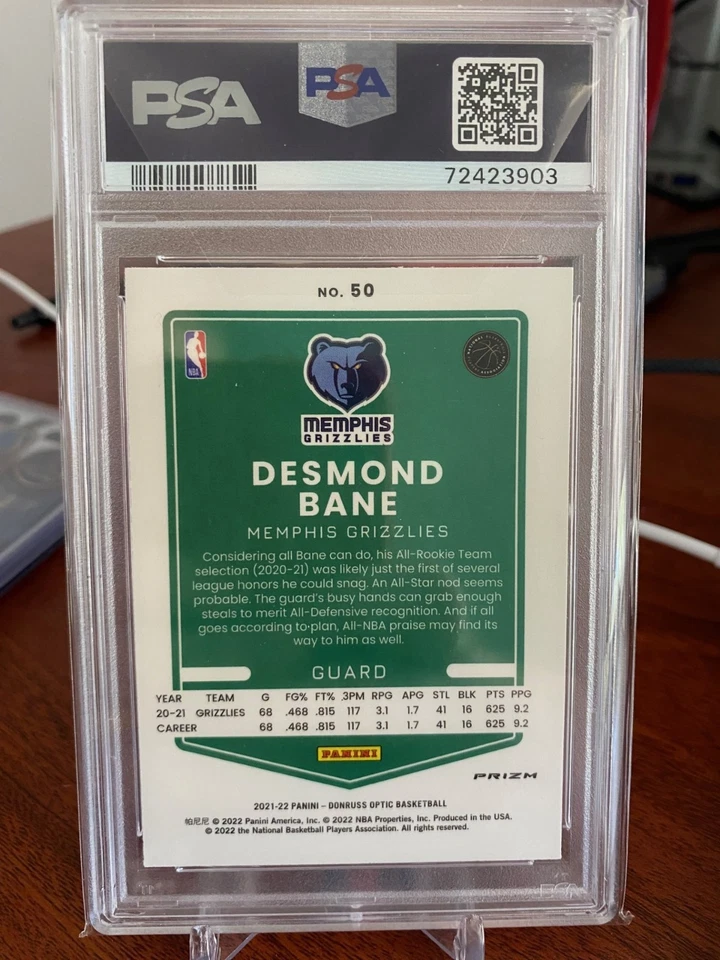 PSA PSA
72423903
NO. 50
NBA
MEMPHIS
GRIZZLIES
DESMOND
BANE
MEMPHIS GRIZZLIES
Considering all Bane can do, his All-Rookie Team
selection (2020-21) was likely just the first of several
league honors he could snag. An All-Star nod seems
probable. The guard's busy hands can grab enough
steals to merit All-Defensive recognition. And if all
goes according to plan, All-NBA praise may find its
way to him as well.
GUARD
YEAR TEAM G FG% FT% 3PM RPG APG STL BLK PTS PPG
20-21 GRIZZLIES 68 .468 .815 117 3.1 1.7 41 16 625 9.2
CAREER 68 .468 .815 117 3.1 1.7 41 16 625 9.2
PANINI
PRIZM
2021-22 PANINI – DONRUSS OPTIC BASKETBALL
帕尼尼 © 2022 Panini America, Inc. © 2022 NBA Properties, Inc. Produced in the USA.
© 2022 the National Basketball Players Association. All rights reserved.